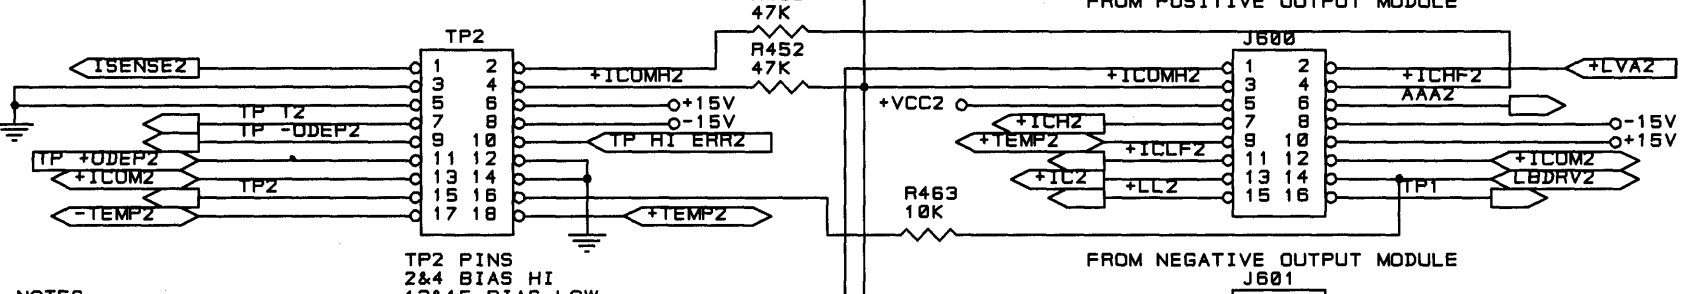 FROM POSITIVE OUTPUT MODULE
47K
TP2
R452
47K
J600
ISENSE2
1 2
+ICOMH2
+ICOMH2
1 2
+ICHF2
+LVA2
3 4
3 4
AAA2
5 6
+15V
+VCC2
5 6
TP T2
7 8
-15V
+ICH2
7 8
-15V
TP -ODEP2
9 10
TP HI ERR2
+TEMP2
9 10
+15V
TP +ODEP2
11 12
+ICLF2
11 12
+ICOM2
+ICOM2
13 14
+IC2
13 14
LBDRV2
TP2
15 16
R463
+LL2
15 16
TP1
-TEMP2
17 18
+TEMP2
10K
TP2 PINS
2&4 BIAS HI
FROM NEGATIVE OUTPUT MODULE
J601
NOTES